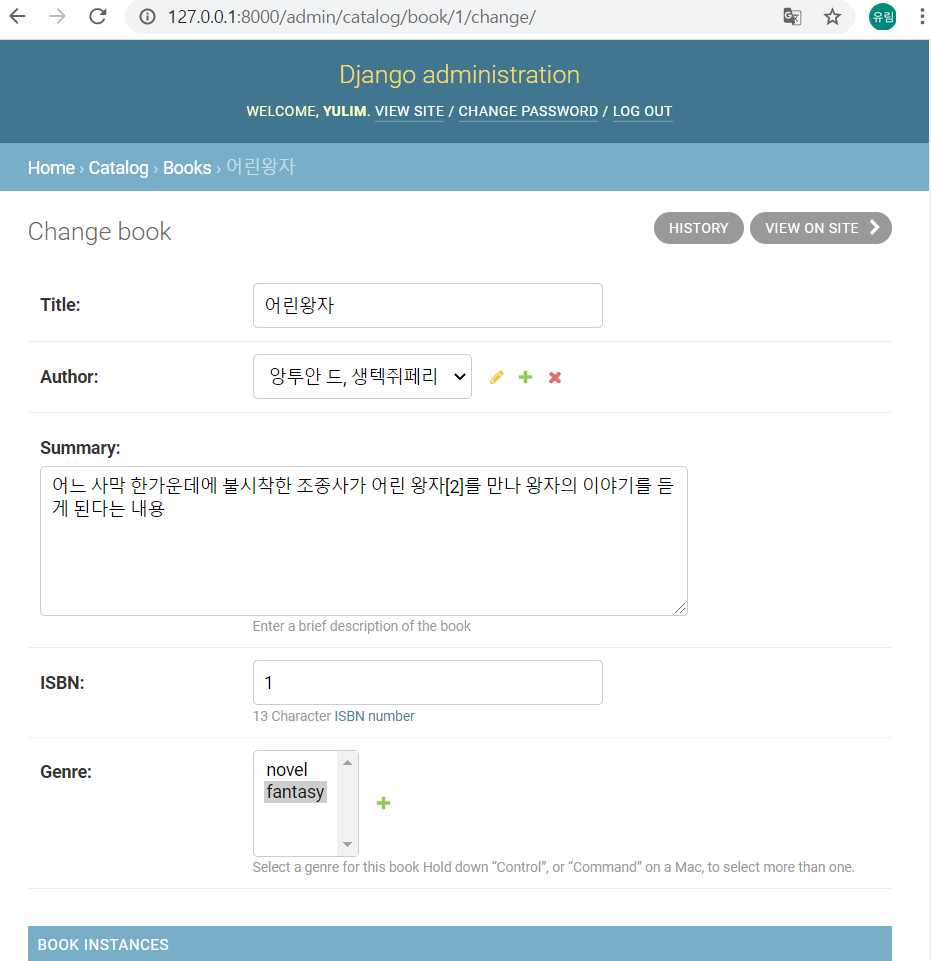 127.0.0.1:8000/admin/catalog/book/1/change/
유림
Django administration
WELCOME, YULIM. VIEW SITE / CHANGE PASSWORD / LOG OUT
Home › Catalog › Books › 어린왕자
Change book
HISTORY
VIEW ON SITE
Title:
어린왕자
Author:
앙투안 드, 생텍쥐페리
Summary:
어느 사막 한가운데에 불시착한 조종사가 어린 왕자[2]를 만나 왕자의 이야기를 듣
게 된다는 내용
Enter a brief description of the book
ISBN:
1
13 Character ISBN number
Genre:
novel
fantasy
Select a genre for this book Hold down “Control”, or “Command” on a Mac, to select more than one.
BOOK INSTANCES